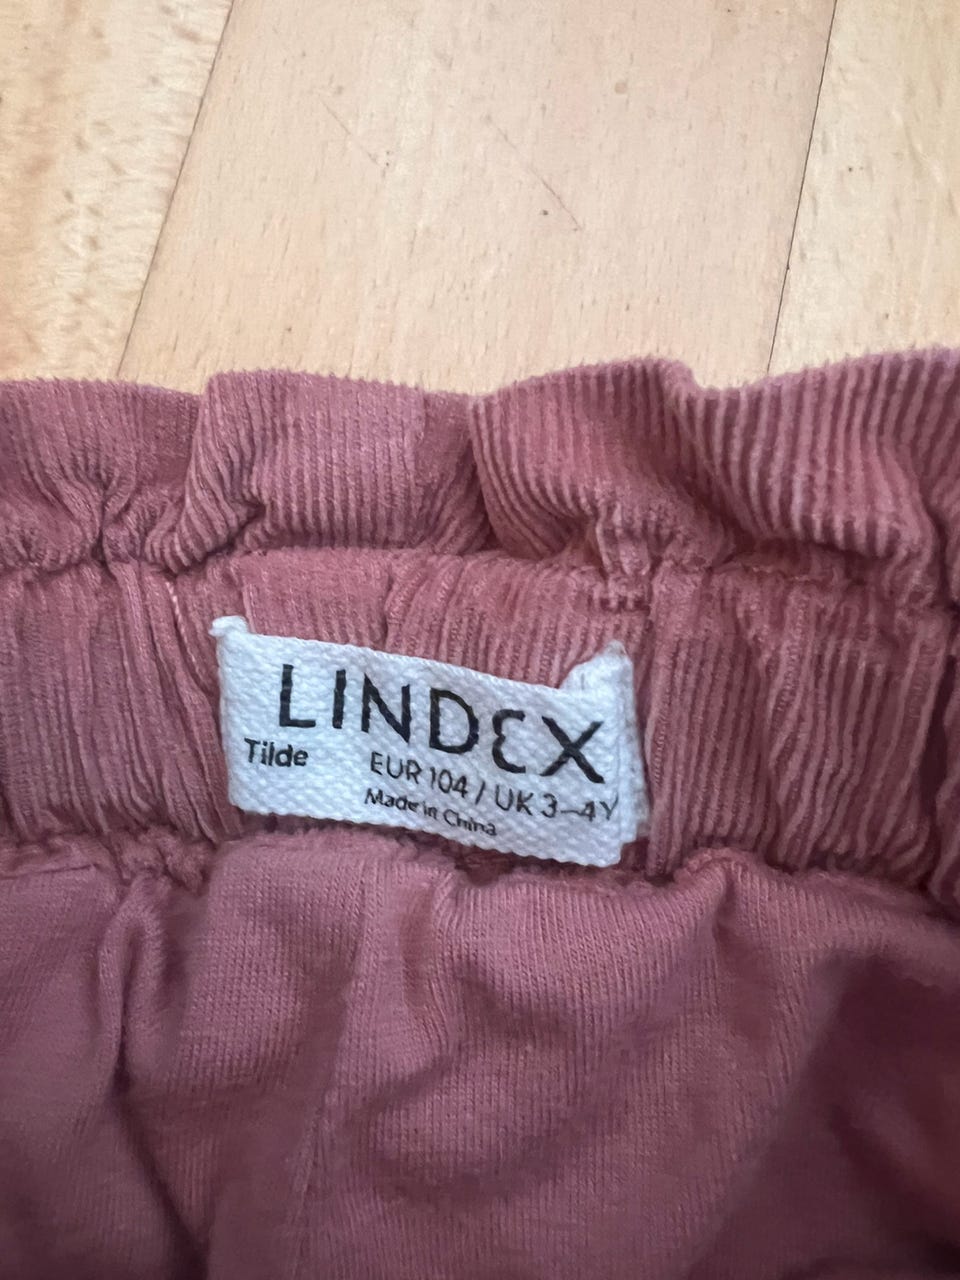 LINDEX
Tilde EUR 104 / UK 3–4Y
Made in China